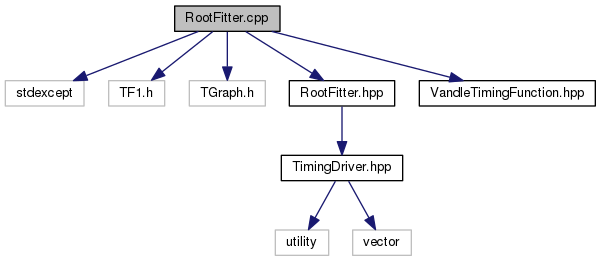 RootFitter.cpp
stdexcept
TF1.h
TGraph.h
RootFitter.hpp
VandleTimingFunction.hpp
TimingDriver.hpp
utility
vector